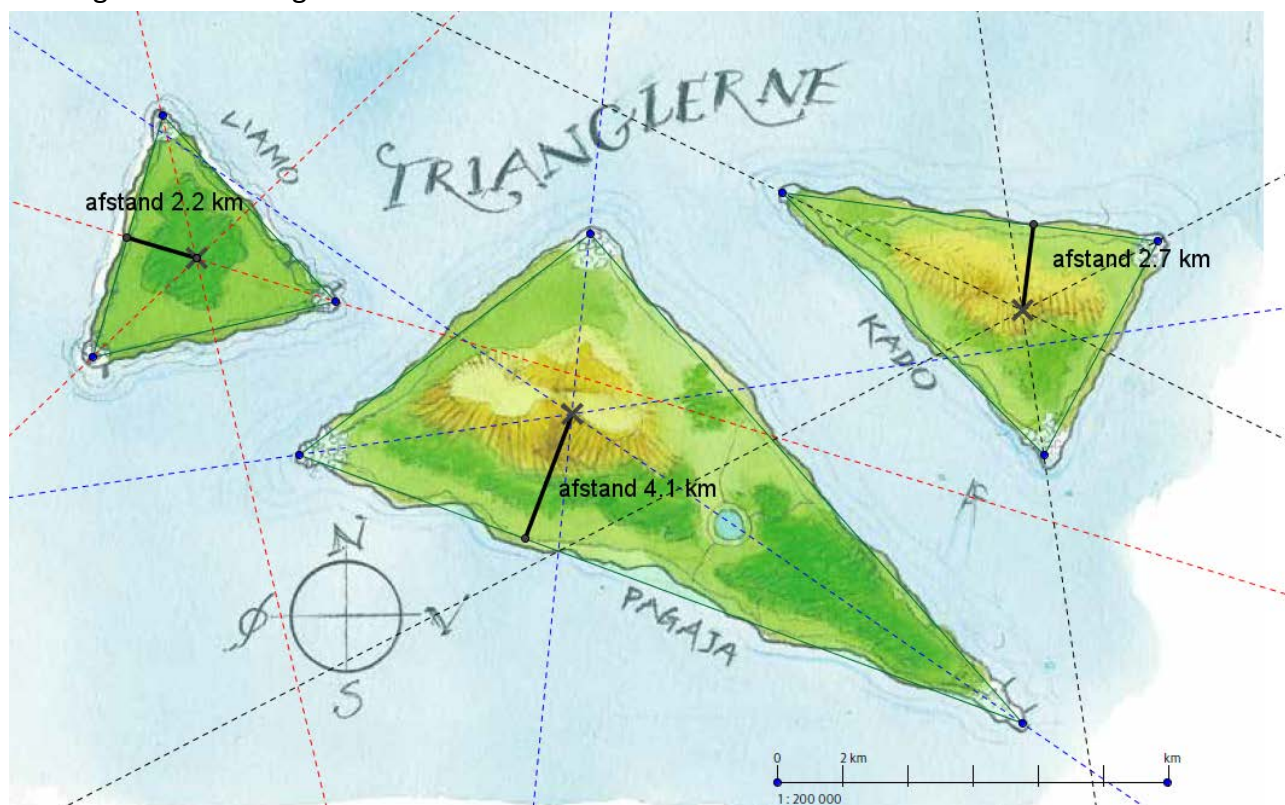 TRIANGLERNE
LIAMO
afstand 2.2 km
afstand 2.7 km
KADO
afstand 4.1 km
N
Ø V
S
PAGAJA
0 2 km km
1 : 200 000